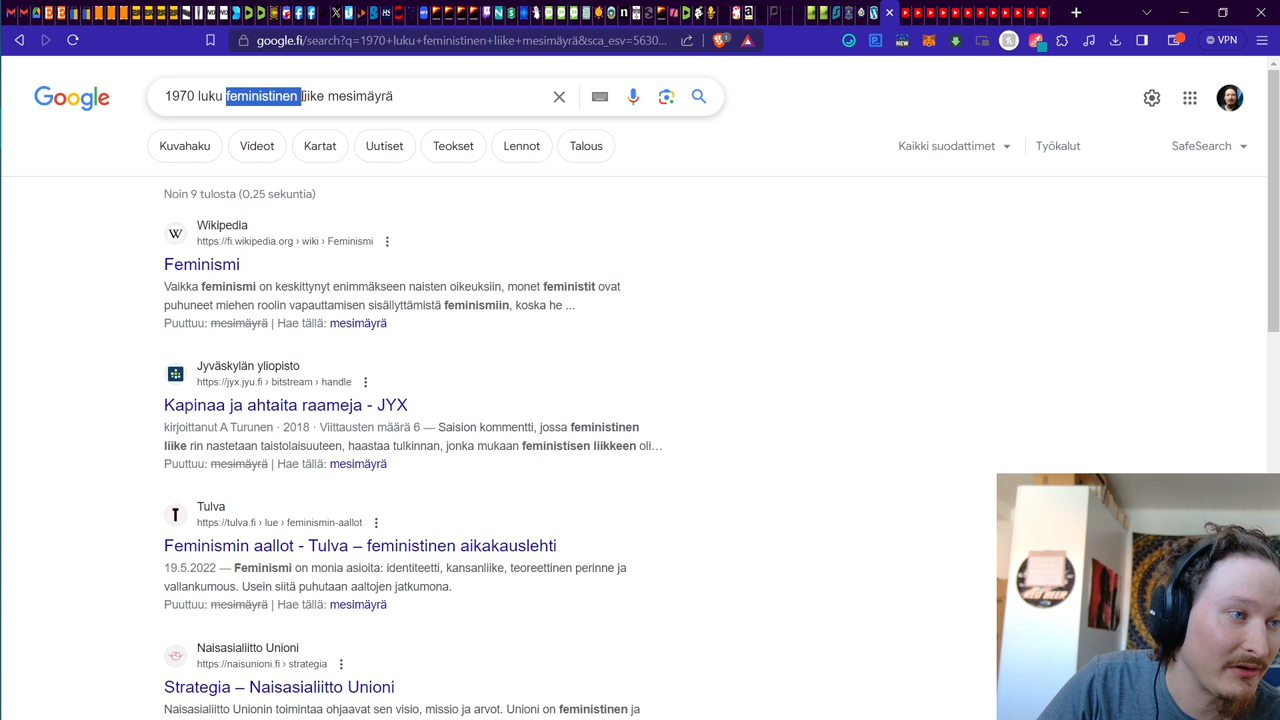 google.fi/search?q=1970+luku+feministinen+liike+mesimäyrä&sca_esv=5630...
VPN
Google
1970 luku feministinen liike mesimäyrä
Kuvahaku Videot Kartat Uutiset Teokset Lennot Talous
Kaikki suodattimet Työkalut SafeSearch
Noin 9 tulosta (0,25 sekuntia)
Wikipedia
https://fi.wikipedia.org › wiki › Feminismi
Feminismi
Vaikka feminismi on keskittynyt enimmäkseen naisten oikeuksiin, monet feministit ovat
puhuneet miehen roolin vapauttamisen sisällyttämistä feminismiin, koska he ...
Puuttuu: mesimäyrä | Hae tällä: mesimäyrä
Jyväskylän yliopisto
https://jyx.jyu.fi › bitstream › handle
Kapinaa ja ahtaita raameja - JYX
kirjoittanut A Turunen · 2018 · Viittausten määrä 6 — Saision kommentti, jossa feministinen
liike rin nastetaan taistolaisuuteen, haastaa tulkinnan, jonka mukaan feministisen liikkeen oli...
Puuttuu: mesimäyrä | Hae tällä: mesimäyrä
Tulva
https://tulva.fi › lue › feminismin-aallot
Feminismin aallot - Tulva – feministinen aikakauslehti
19.5.2022 — Feminismi on monia asioita: identiteetti, kansanliike, teoreettinen perinne ja
vallankumous. Usein siitä puhutaan aaltojen jatkumona.
Puuttuu: mesimäyrä | Hae tällä: mesimäyrä
Naisasialiitto Unioni
https://naisunioni.fi › strategia
Strategia – Naisasialiitto Unioni
Naisasialiitto Unionin toimintaa ohjaavat sen visio, missio ja arvot. Unioni on feministinen ja